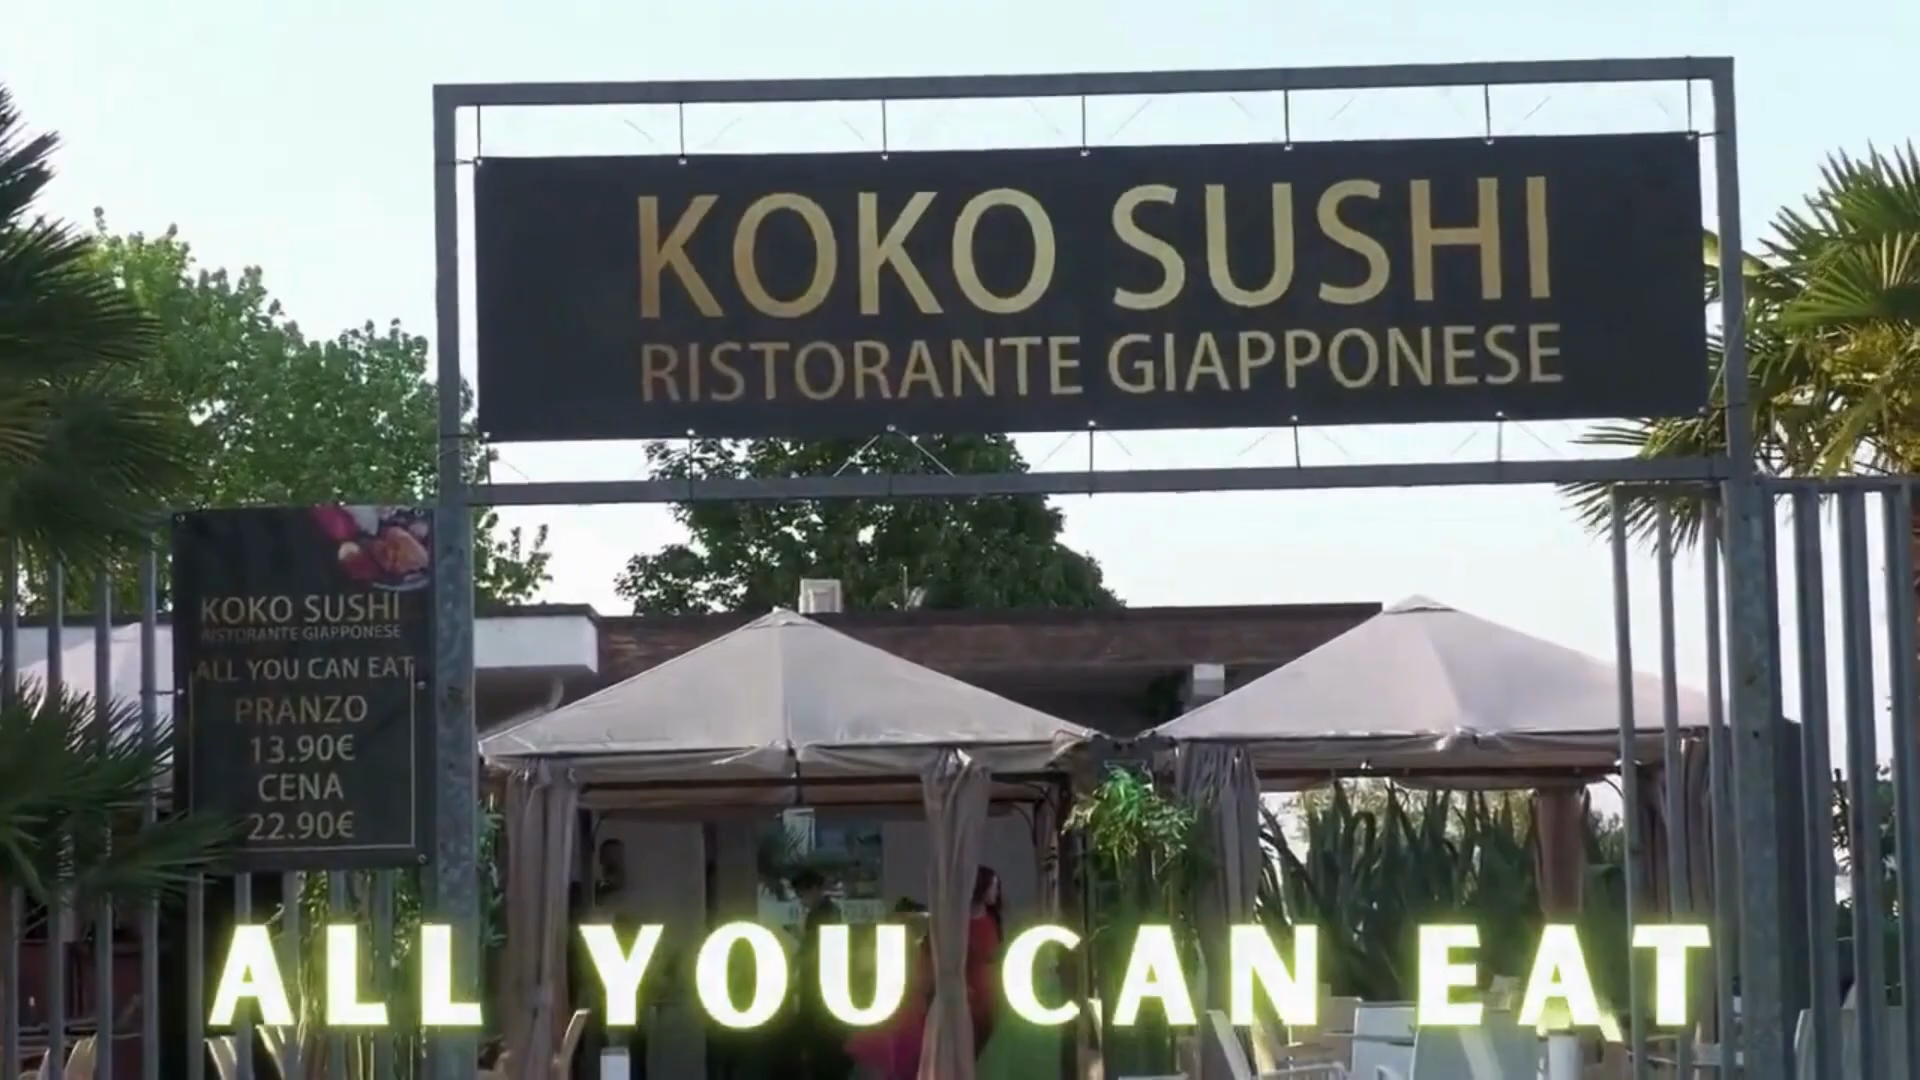 KOKO SUSHI
RISTORANTE GIAPPONESE
KOKO SUSHI
RISTORANTE GIAPPONESE
ALL YOU CAN EAT
PRANZO
13.90€
CENA
22.90€
ALL YOU CAN EAT